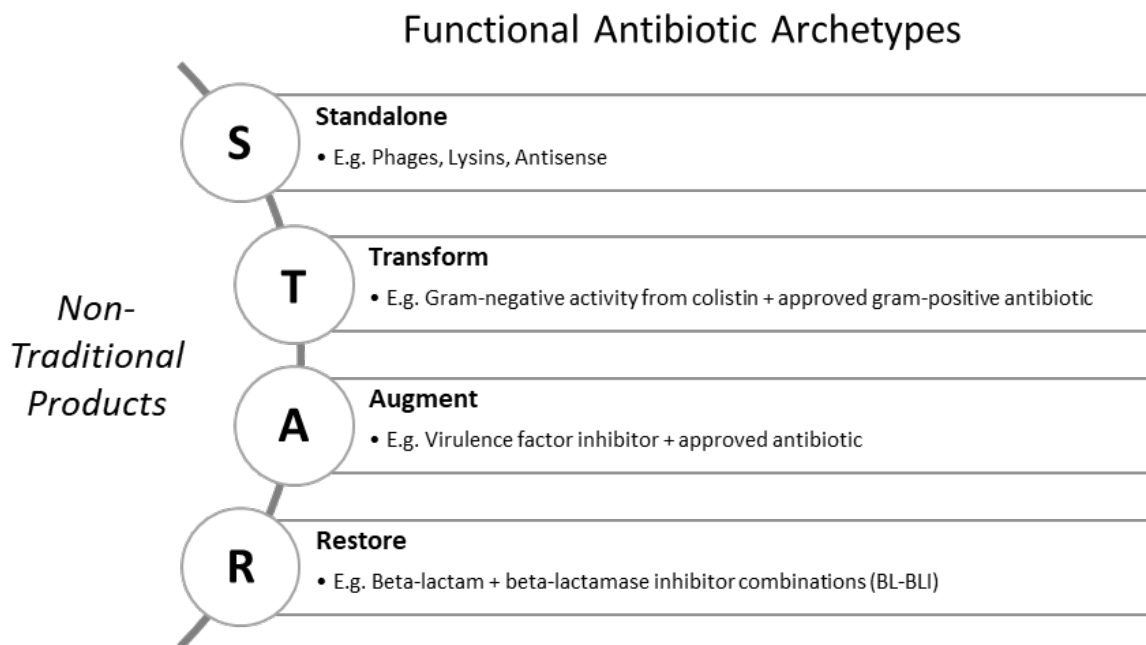 Functional Antibiotic Archetypes
S
Standalone
• E.g. Phages, Lysins, Antisense
T
Transform
• E.g. Gram-negative activity from colistin + approved gram-positive antibiotic
Non-
Traditional
Products
A
Augment
• E.g. Virulence factor inhibitor + approved antibiotic
R
Restore
• E.g. Beta-lactam + beta-lactamase inhibitor combinations (BL-BLI)